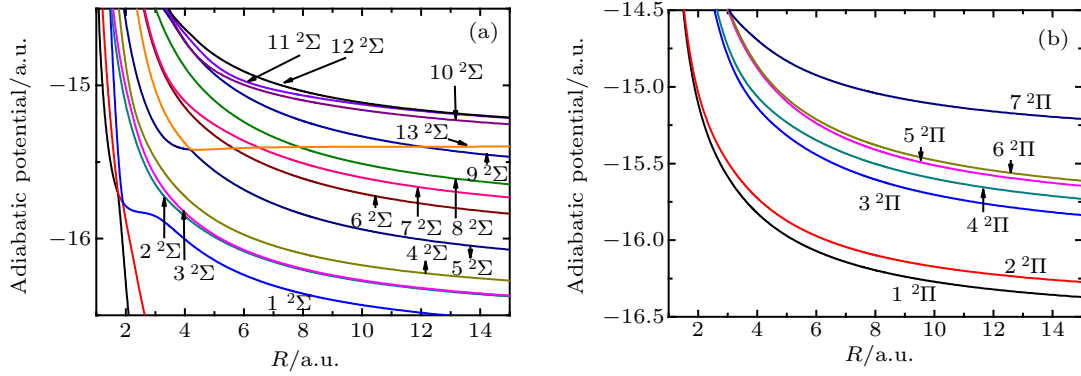 (a)
11 ²Σ
12 ²Σ
10 ²Σ
13 ²Σ
9 ²Σ
8 ²Σ
7 ²Σ
6 ²Σ
5 ²Σ
4 ²Σ
3 ²Σ
2 ²Σ
1 ²Σ
−15
−16
Adiabatic potential/a.u.
2 4 6 8 10 12 14
R/a.u.
(b)
7 ²Π
5 ²Π
6 ²Π
3 ²Π
4 ²Π
2 ²Π
1 ²Π
−14.5
−15.0
−15.5
−16.0
−16.5
Adiabatic potential/a.u.
2 4 6 8 10 12 14
R/a.u.